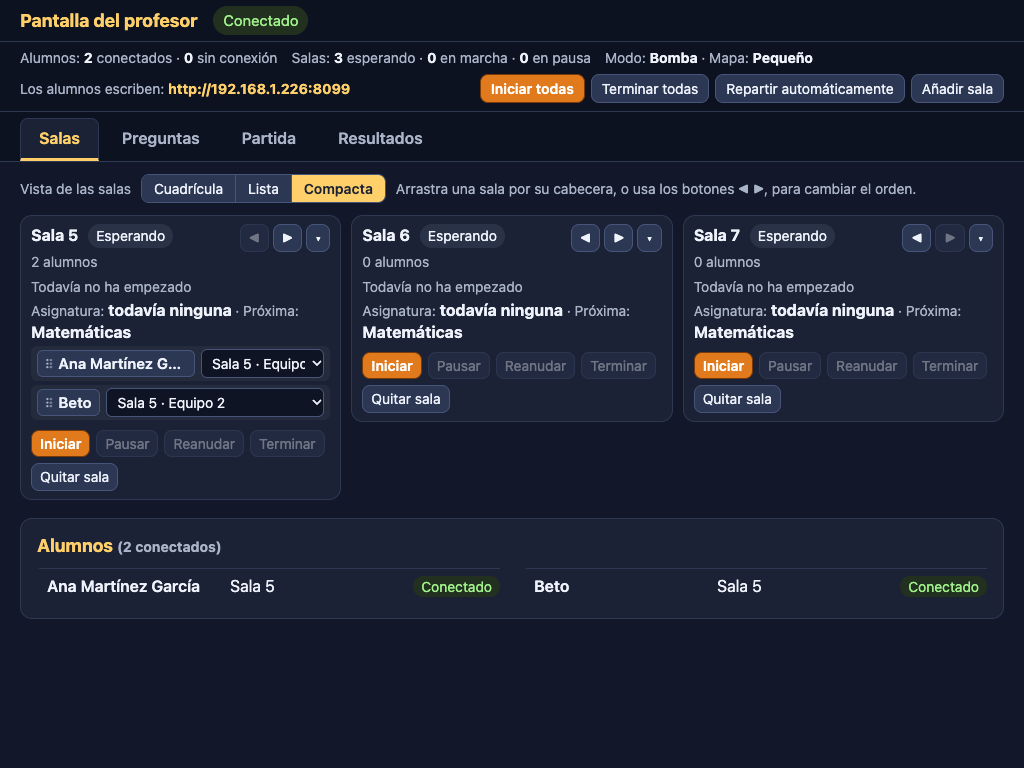 Pantalla del profesor Conectado
Alumnos: 2 conectados · 0 sin conexión Salas: 3 esperando · 0 en marcha · 0 en pausa Modo: Bomba · Mapa: Pequeño
Los alumnos escriben: http://192.168.1.226:8099 Iniciar todas Terminar todas Repartir automáticamente Añadir sala
Salas Preguntas Partida Resultados
Vista de las salas Cuadrícula Lista Compacta Arrastra una sala por su cabecera, o usa los botones ◀ ▶, para cambiar el orden.
Sala 5 Esperando ◀ ▶ ▾
2 alumnos
Todavía no ha empezado
Asignatura: todavía ninguna · Próxima:
Matemáticas
⠿ Ana Martínez G... Sala 5 · Equipo
⠿ Beto Sala 5 · Equipo 2
Iniciar Pausar Reanudar Terminar
Quitar sala
Sala 6 Esperando ◀ ▶ ▾
0 alumnos
Todavía no ha empezado
Asignatura: todavía ninguna · Próxima:
Matemáticas
Iniciar Pausar Reanudar Terminar
Quitar sala
Sala 7 Esperando ◀ ▶ ▾
0 alumnos
Todavía no ha empezado
Asignatura: todavía ninguna · Próxima:
Matemáticas
Iniciar Pausar Reanudar Terminar
Quitar sala
Alumnos (2 conectados)
Ana Martínez García Sala 5 Conectado
Beto Sala 5 Conectado